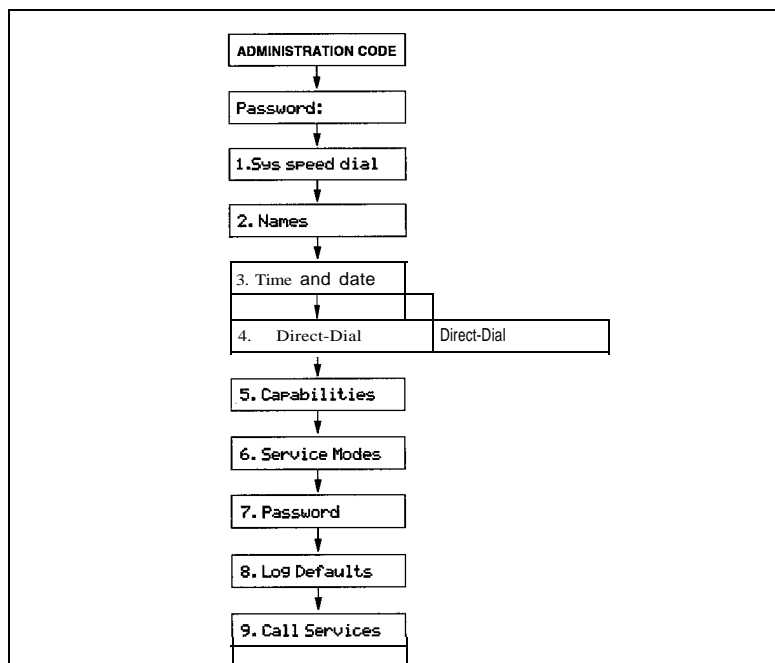 ADMINISTRATION CODE
Password:
1.Sys speed dial
2. Names
3. Time and date
4. Direct-Dial Direct-Dial
5. Capabilities
6. Service Modes
7. Password
8. Log Defaults
9. Call Services